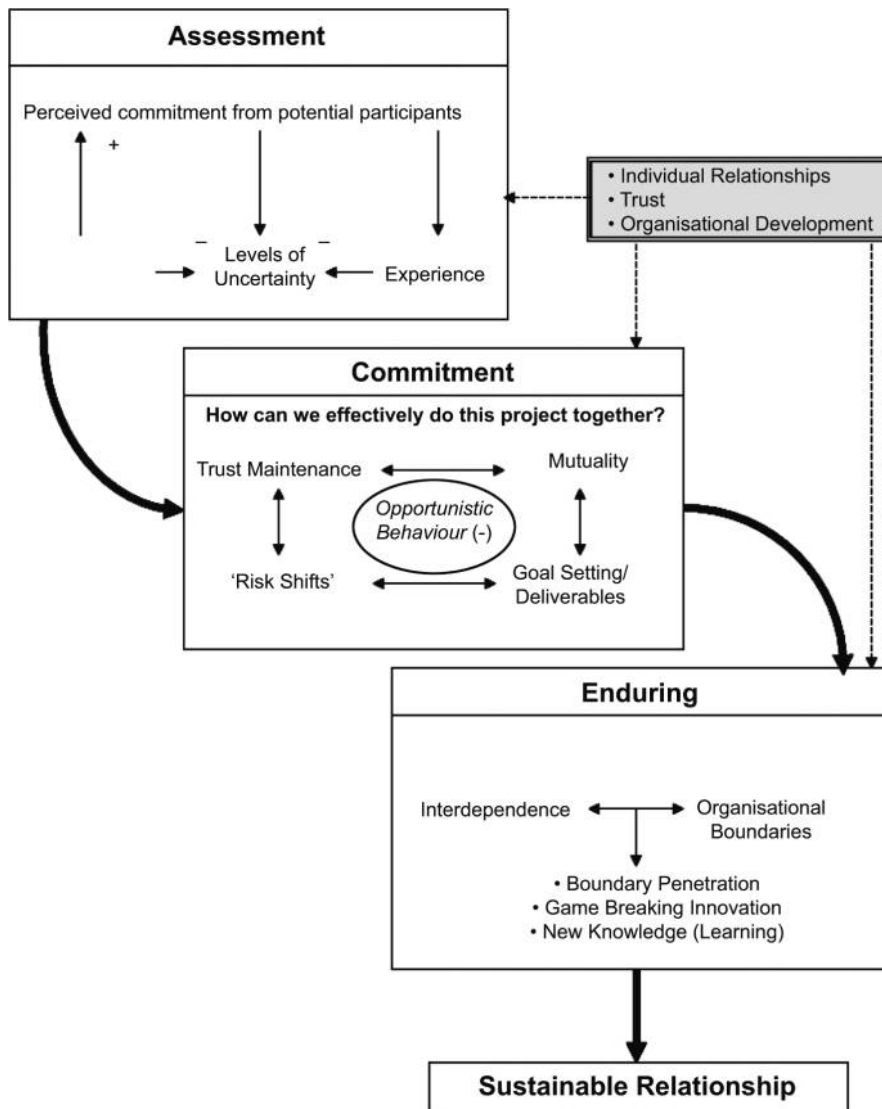 Assessment
Perceived commitment from potential participants
+
– Levels of –
Uncertainty
Experience
• Individual Relationships
• Trust
• Organisational Development
Commitment
How can we effectively do this project together?
Trust Maintenance
Mutuality
Opportunistic
Behaviour (-)
'Risk Shifts'
Goal Setting/
Deliverables
Enduring
Interdependence
Organisational
Boundaries
• Boundary Penetration
• Game Breaking Innovation
• New Knowledge (Learning)
Sustainable Relationship